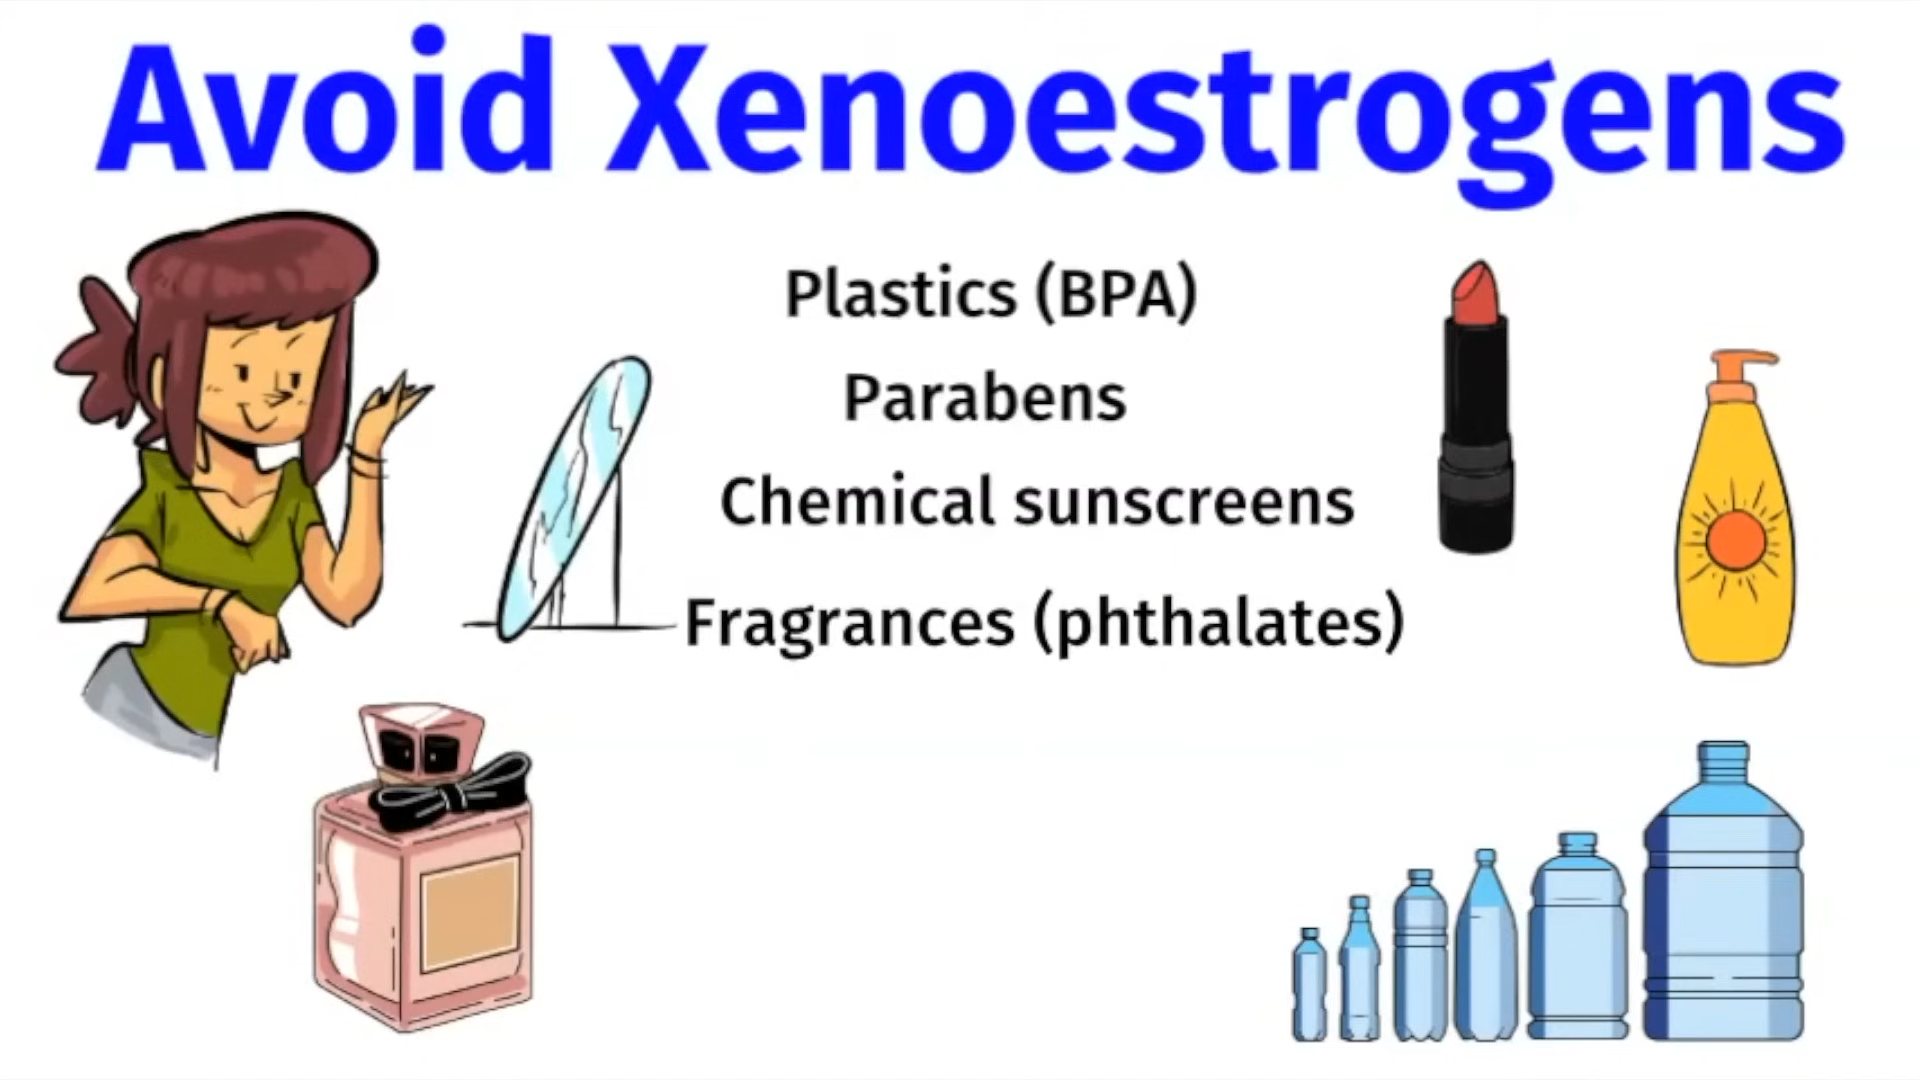 Avoid Xenoestrogens
Plastics (BPA)
Parabens
Chemical sunscreens
Fragrances (phthalates)